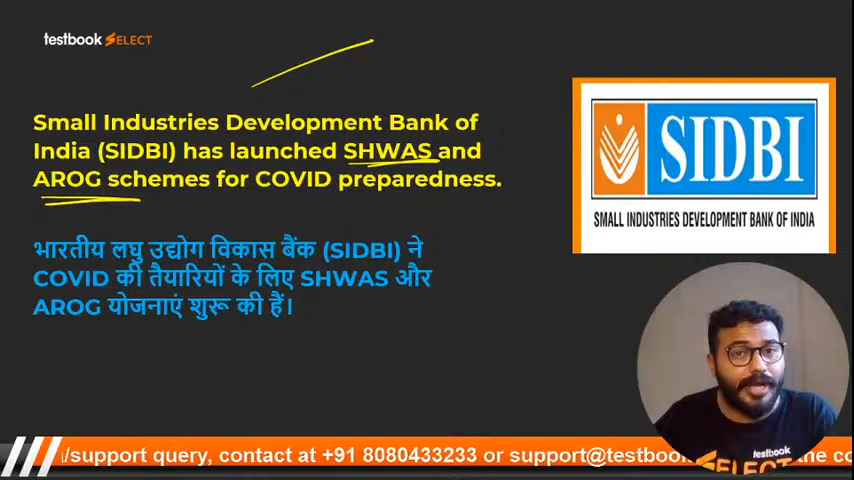 testbook SELECT
Small Industries Development Bank of
India (SIDBI) has launched SHWAS and
AROG schemes for COVID preparedness.
SIDBI
SMALL INDUSTRIES DEVELOPMENT BANK OF INDIA
भारतीय लघु उद्योग विकास बैंक (SIDBI) ने
COVID की तैयारियों के लिए SHWAS और
AROG योजनाएं शुरू की हैं।
testbook
SELECT
/support query, contact at +91 8080433233 or support@testbook the